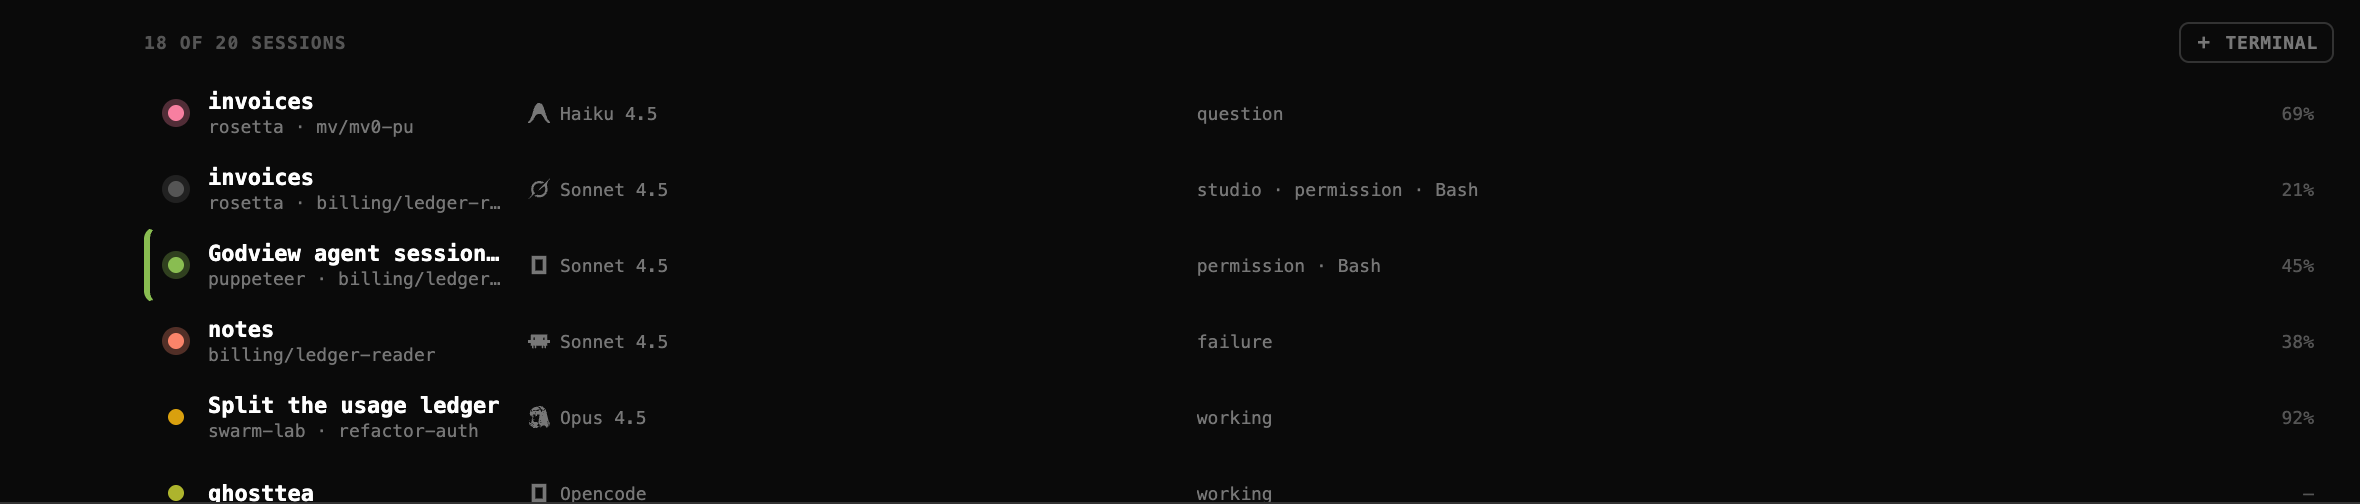 18 OF 20 SESSIONS
+ TERMINAL
invoices
rosetta · mv/mv0-pu
Haiku 4.5
question
69%
invoices
rosetta · billing/ledger-r…
Sonnet 4.5
studio · permission · Bash
21%
Godview agent session…
puppeteer · billing/ledger…
Sonnet 4.5
permission · Bash
45%
notes
billing/ledger-reader
Sonnet 4.5
failure
38%
Split the usage ledger
swarm-lab · refactor-auth
Opus 4.5
working
92%
ghosttea
Opencode
working
–